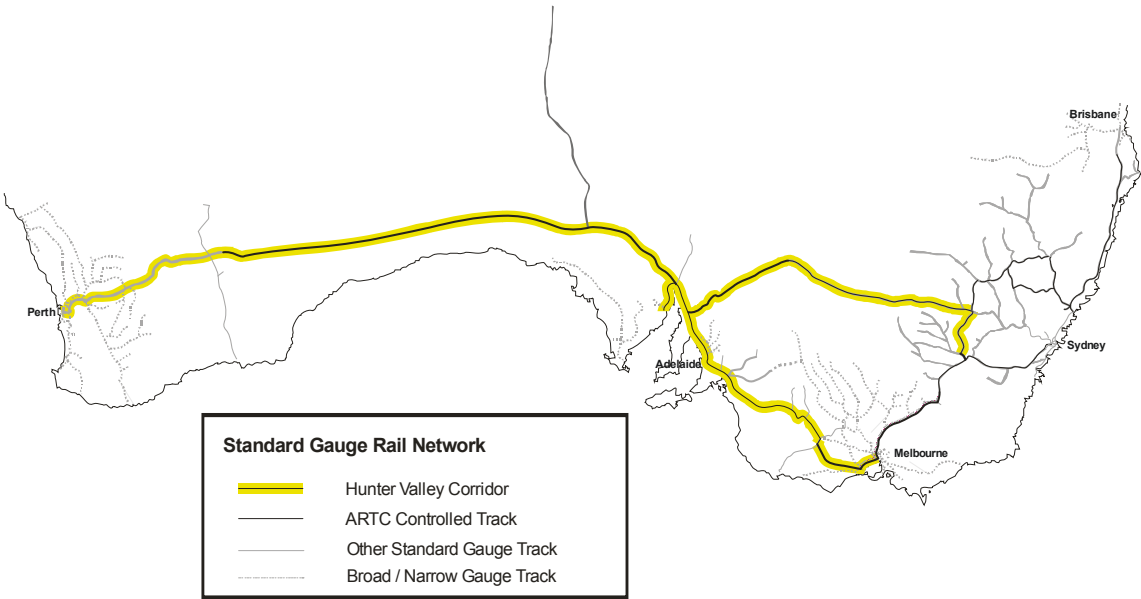 Brisbane
Perth
Sydney
Adelaide
Melbourne
Standard Gauge Rail Network
Hunter Valley Corridor
ARTC Controlled Track
Other Standard Gauge Track
Broad / Narrow Gauge Track